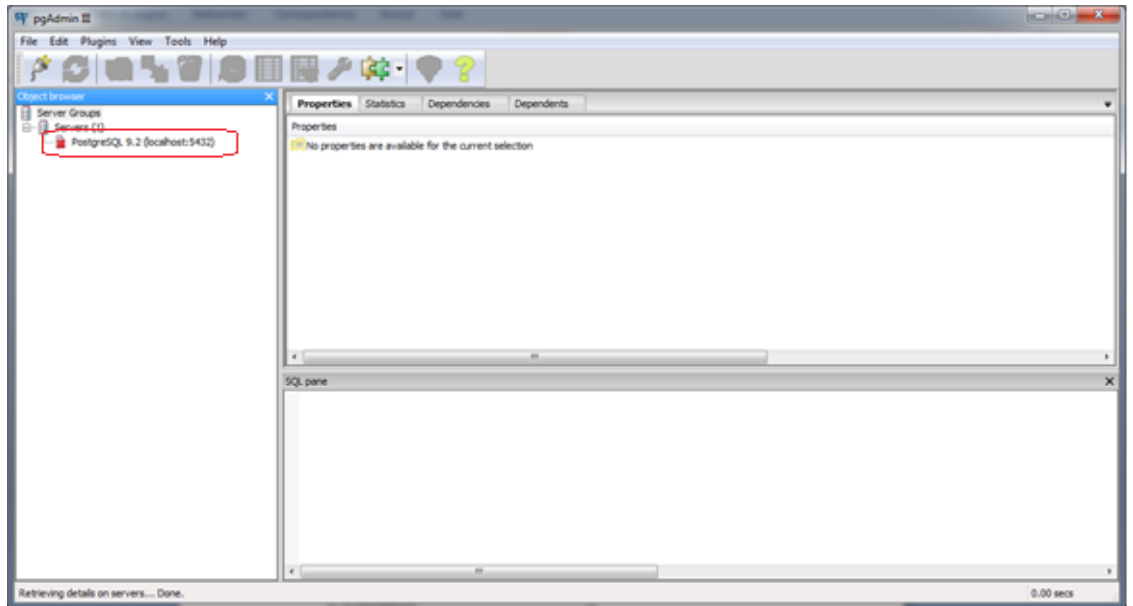 pgAdmin III
File Edit Plugins View Tools Help
Object browser
Server Groups
Servers (1)
PostgreSQL 9.2 (localhost:5432)
Properties Statistics Dependencies Dependents
Properties
No properties are available for the current selection
SQL pane
Retrieving details on servers.... Done.
0.00 secs